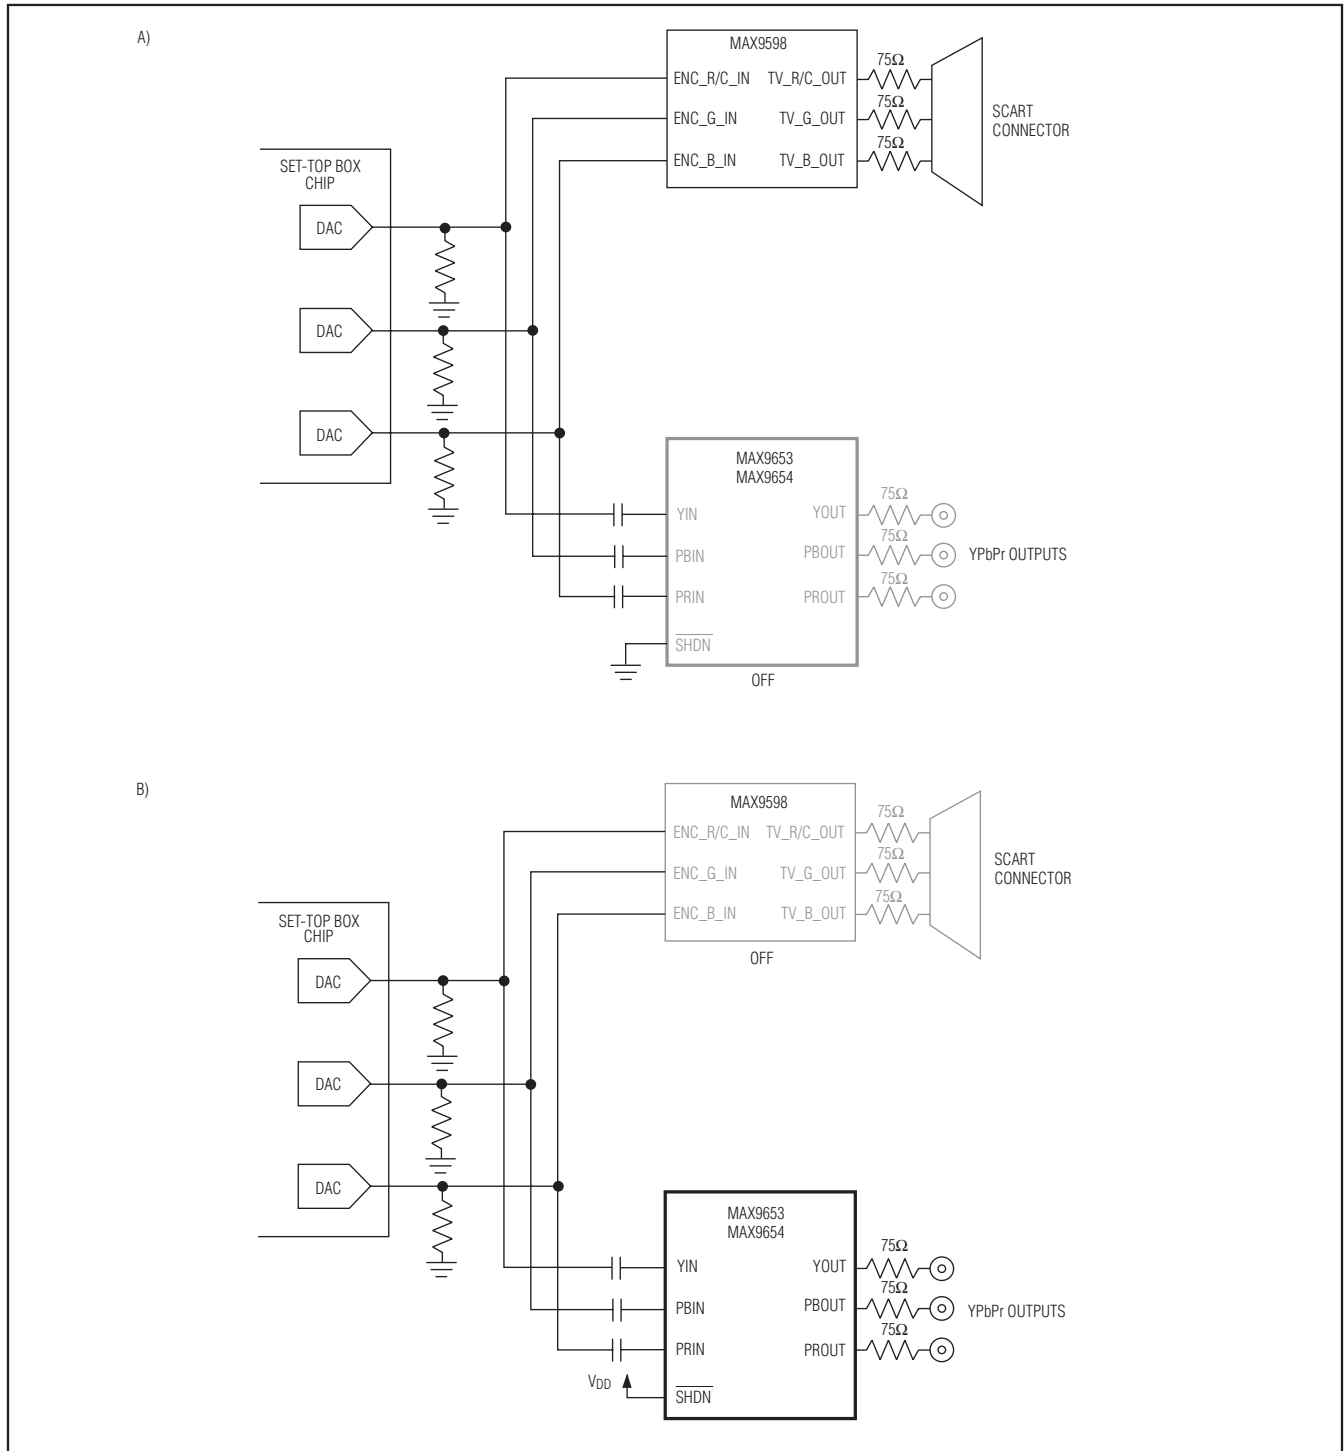 A)
MAX9598
ENC_R/C_IN TV_R/C_OUT
ENC_G_IN TV_G_OUT
ENC_B_IN TV_B_OUT
75Ω
75Ω
75Ω
SCART
CONNECTOR
SET-TOP BOX
CHIP
DAC
DAC
DAC
MAX9653
MAX9654
YIN YOUT
PBIN PBOUT
PRIN PROUT
SHDN
75Ω
75Ω
75Ω
YPbPr OUTPUTS
OFF
B)
MAX9598
ENC_R/C_IN TV_R/C_OUT
ENC_G_IN TV_G_OUT
ENC_B_IN TV_B_OUT
75Ω
75Ω
75Ω
SCART
CONNECTOR
OFF
SET-TOP BOX
CHIP
DAC
DAC
DAC
MAX9653
MAX9654
YIN YOUT
PBIN PBOUT
PRIN PROUT
VDD
SHDN
75Ω
75Ω
75Ω
YPbPr OUTPUTS